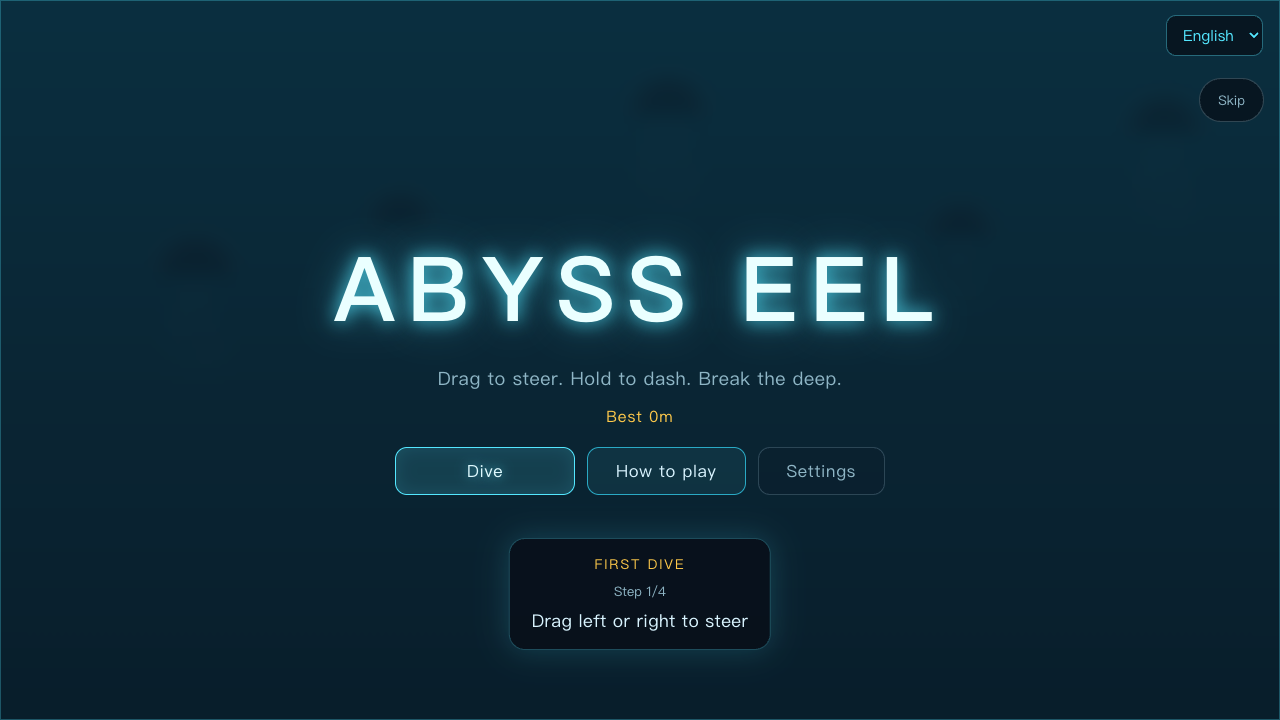 English
Skip
ABYSS EEL
Drag to steer. Hold to dash. Break the deep.
Best 0m
Dive
How to play
Settings
FIRST DIVE
Step 1/4
Drag left or right to steer